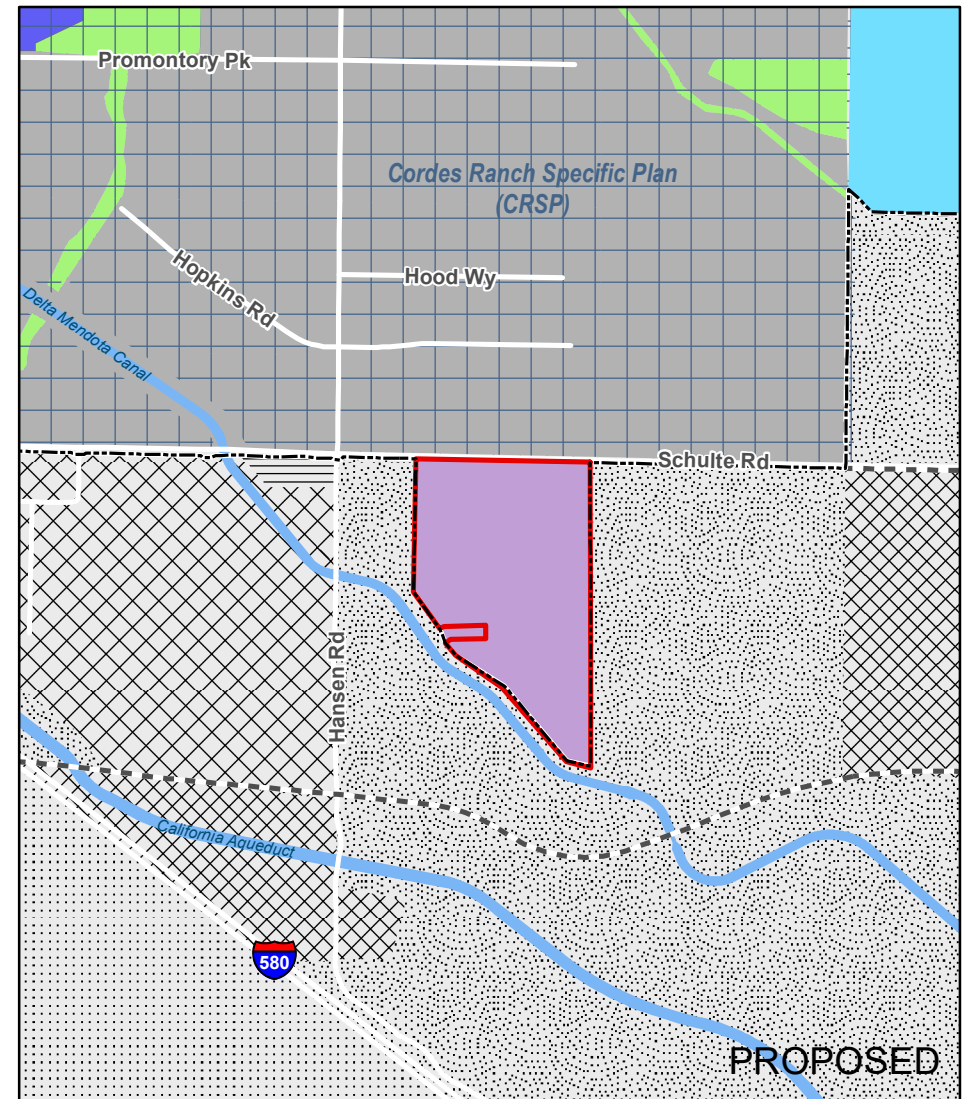 Promontory Pk
Cordes Ranch Specific Plan
(CRSP)
Hopkins Rd
Hood Wy
Delta Mendota Canal
Schulte Rd
Hansen Rd
California Aqueduct
580
PROPOSED